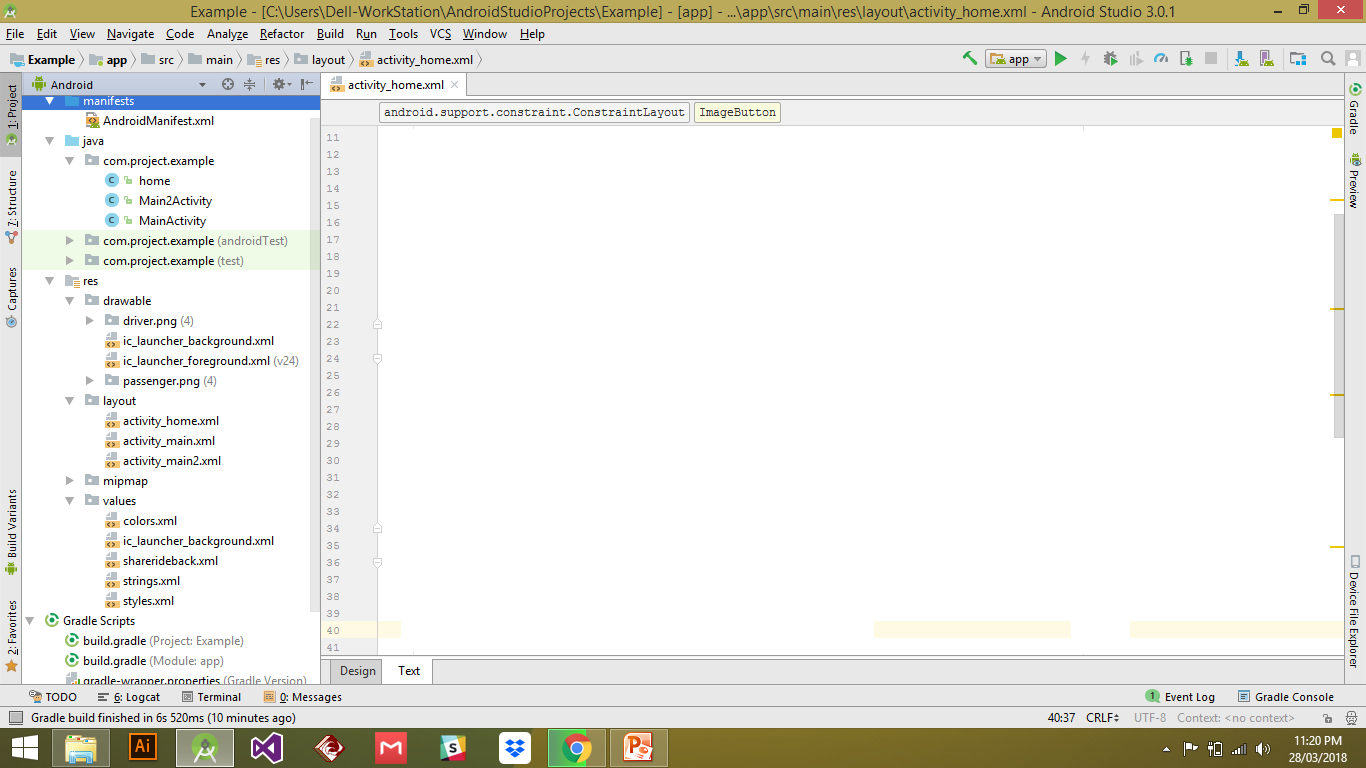 Example - [C:\Users\Dell-WorkStation\AndroidStudioProjects\Example] - [app] - ...\app\src\main\res\layout\activity_home.xml - Android Studio 3.0.1
File Edit View Navigate Code Analyze Refactor Build Run Tools VCS Window Help
Example app src main res layout activity_home.xml app
1: Project
7: Structure
Captures
Build Variants
2: Favorites
Android
manifests
AndroidManifest.xml
java
com.project.example
C home
C Main2Activity
C MainActivity
com.project.example (androidTest)
com.project.example (test)
res
drawable
driver.png (4)
ic_launcher_background.xml
ic_launcher_foreground.xml (v24)
passenger.png (4)
layout
activity_home.xml
activity_main.xml
activity_main2.xml
mipmap
values
colors.xml
ic_launcher_background.xml
sharerideback.xml
strings.xml
styles.xml
Gradle Scripts
build.gradle (Project: Example)
build.gradle (Module: app)
gradle-wrapper.properties (Gradle Version)
activity_home.xml
android.support.constraint.ConstraintLayout ImageButton
11
12
13
14
15
16
17
18
19
20
21
22
23
24
25
26
27
28
29
30
31
32
33
34
35
36
37
38
39
40
41
Design Text
Gradle
Preview
Device File Explorer
TODO 6: Logcat Terminal 0: Messages 1 Event Log Gradle Console
Gradle build finished in 6s 520ms (10 minutes ago) 40:37 CRLF UTF-8 Context: <no context>
Ai
M
S
P
11:20 PM
28/03/2018